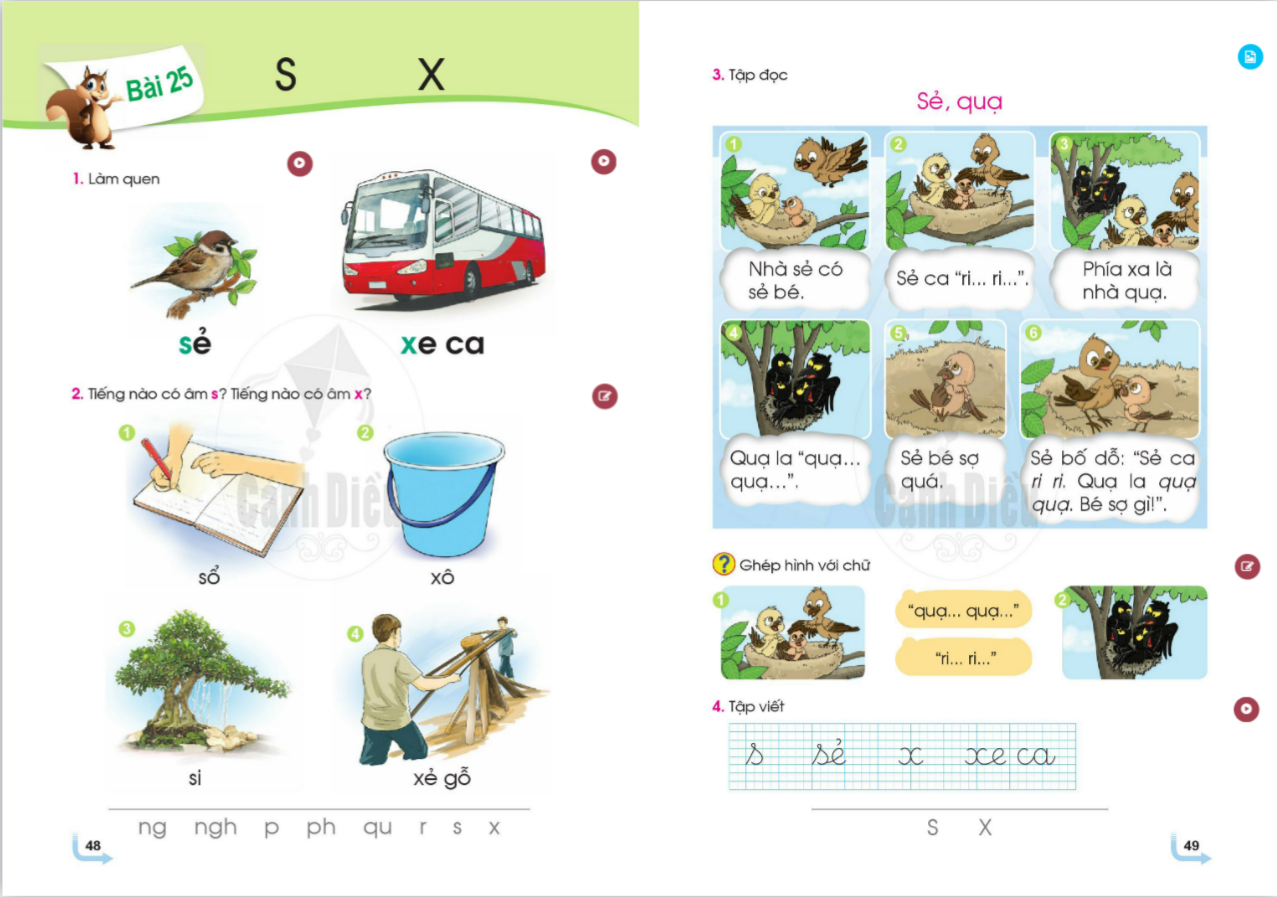 Bài 25
S X
1. Làm quen
sẻ
xe ca
2. Tiếng nào có âm s? Tiếng nào có âm x?
1
sổ
2
xô
3
si
4
xẻ gỗ
Cánh Diều
ng ngh p ph qu r s x
48
3. Tập đọc
Sẻ, quạ
1
Nhà sẻ có
sẻ bé.
2
Sẻ ca “ri... ri...”.
3
Phía xa là
nhà quạ.
4
Quạ la “quạ...
quạ...”.
5
Sẻ bé sợ
quá.
6
Sẻ bố dỗ: “Sẻ ca
ri ri. Quạ la quạ
quạ. Bé sợ gì!”.
Cánh Diều
? Ghép hình với chữ
1
“quạ... quạ...”
“ri... ri...”
2
4. Tập viết
s sẻ x xe ca
S X
49